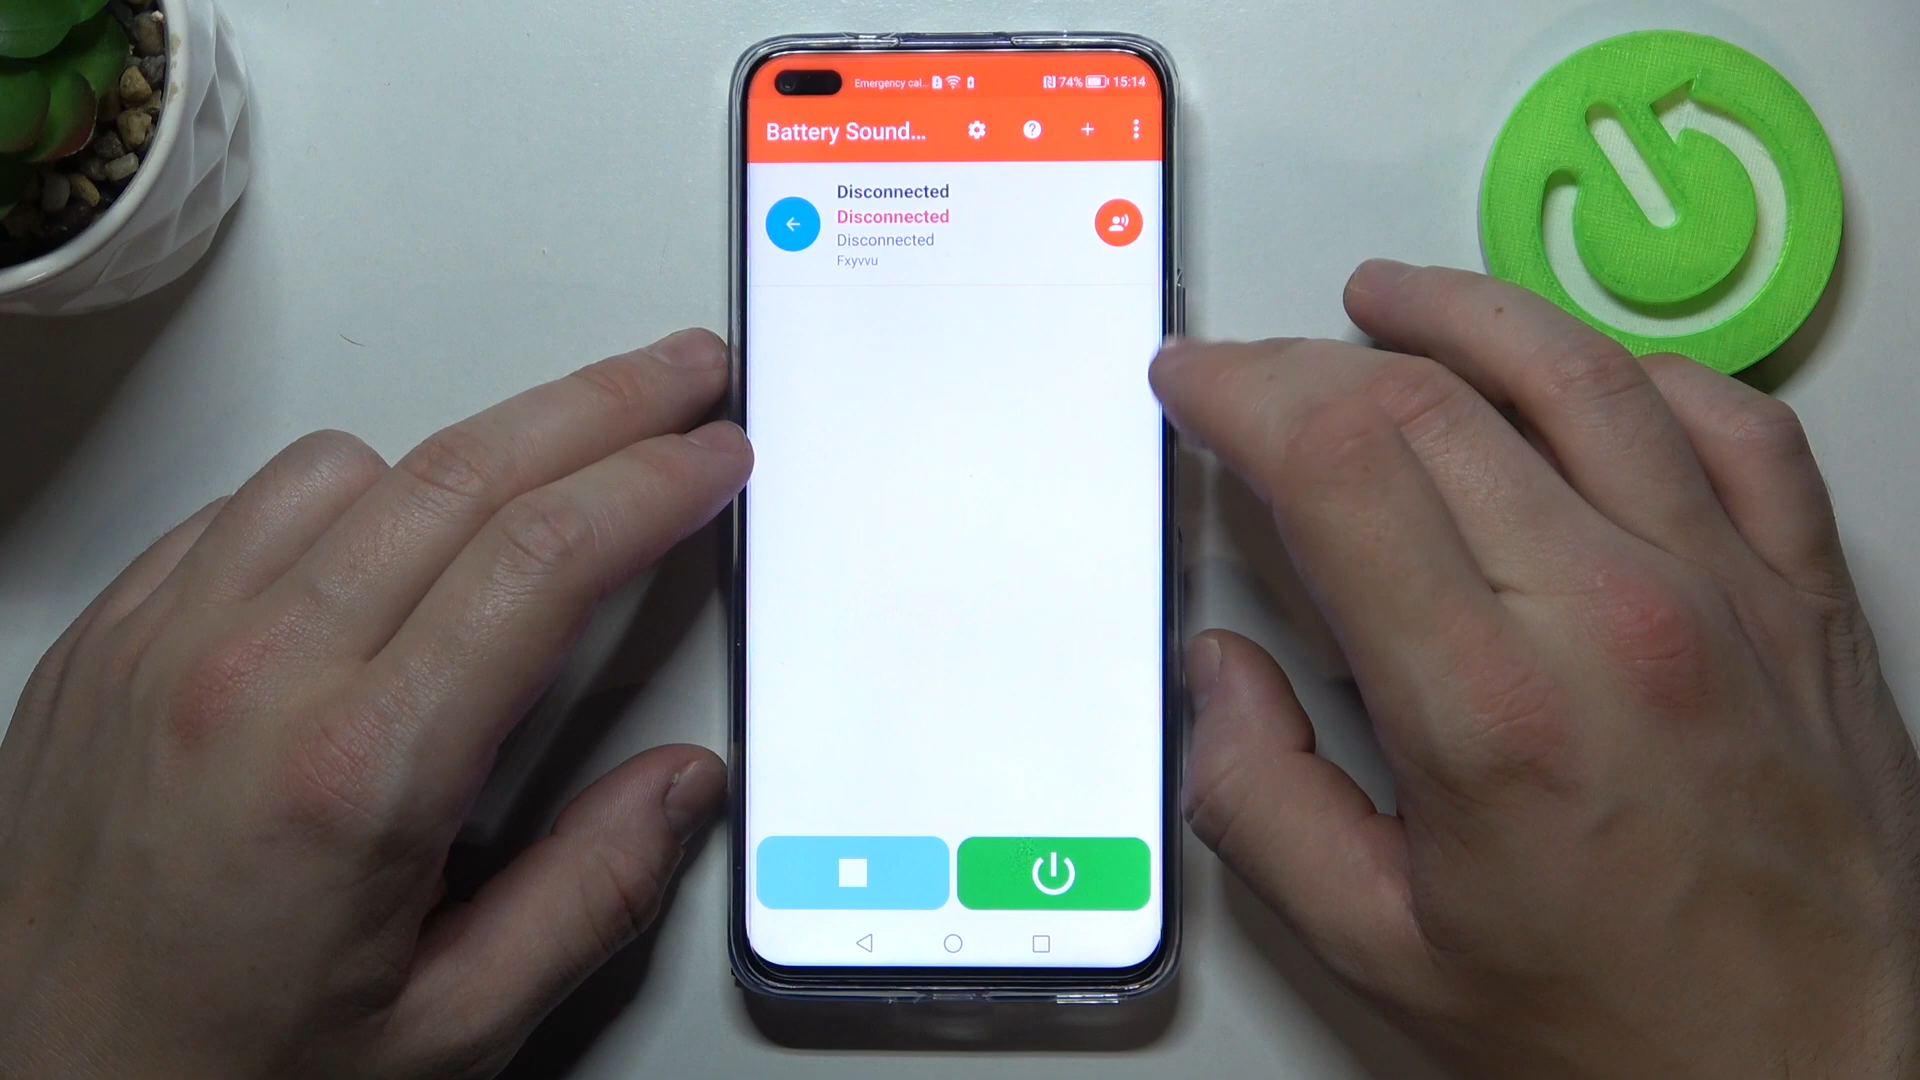 Emergency cal... 74% 15:14
Battery Sound...
Disconnected
Disconnected
Disconnected
Fxyvvu